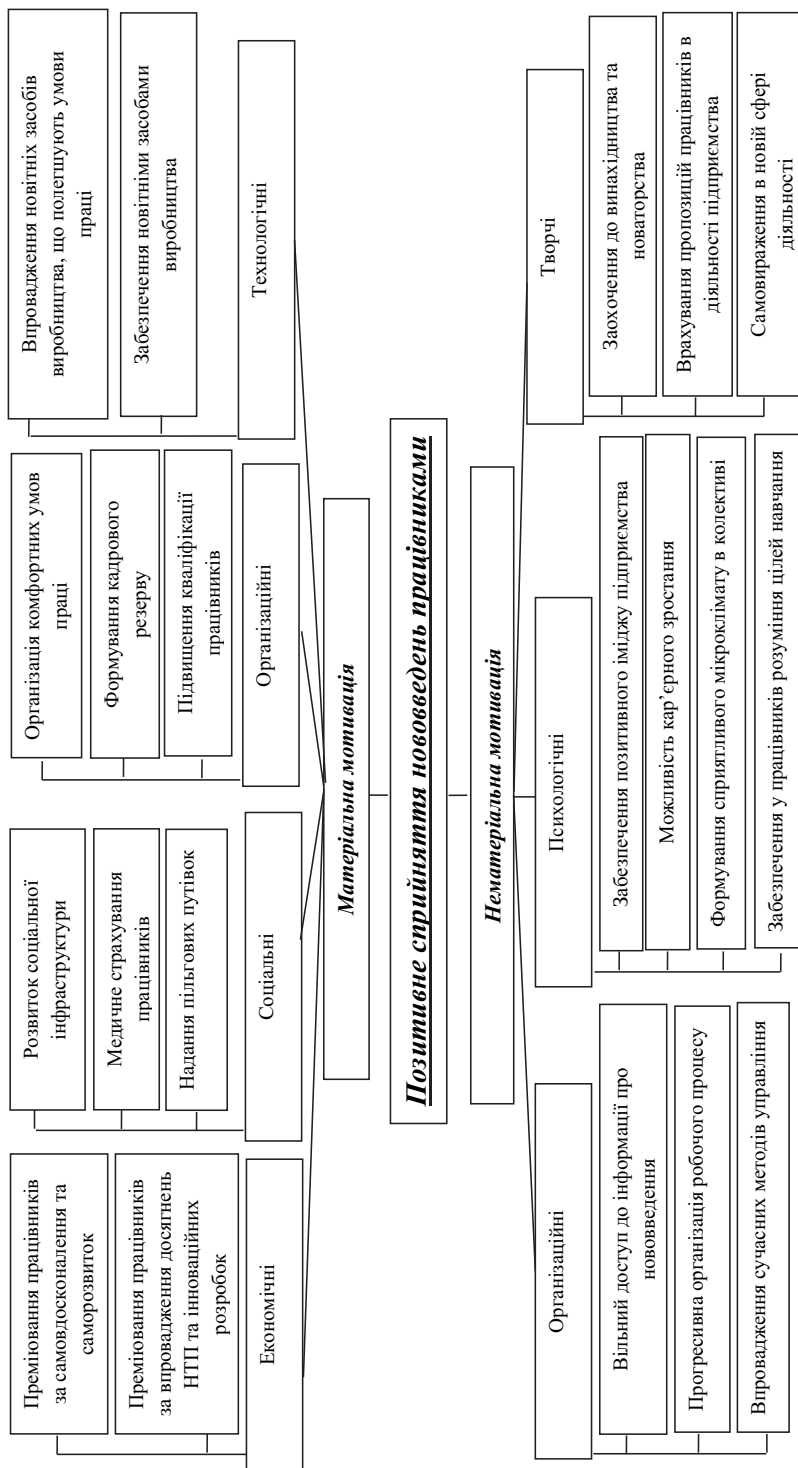 Преміювання працівників
за самовдосконалення та
саморозвиток
Преміювання працівників
за впровадження досягнень
НТП та інноваційних
розробок
Економічні
Розвиток соціальної
інфраструктури
Медичне страхування
працівників
Надання пільгових путівок
Соціальні
Організація комфортних умов
праці
Формування кадрового
резерву
Підвищення кваліфікації
працівників
Організаційні
Впровадження новітніх засобів
виробництва, що полегшують умови
праці
Забезпечення новітніми засобами
виробництва
Технологічні
Матеріальна мотивація
Позитивне сприйняття нововведень працівниками
Нематеріальна мотивація
Організаційні
Вільний доступ до інформації про
нововведення
Прогресивна організація робочого процесу
Впровадження сучасних методів управління
Психологічні
Забезпечення позитивного іміджу підприємства
Можливість кар’єрного зростання
Формування сприятливого мікроклімату в колективі
Забезпечення у працівників розуміння цілей навчання
Творчі
Заохочення до винахідництва та
новаторства
Врахування пропозицій працівників в
діяльності підприємства
Самовираження в новій сфері
діяльності